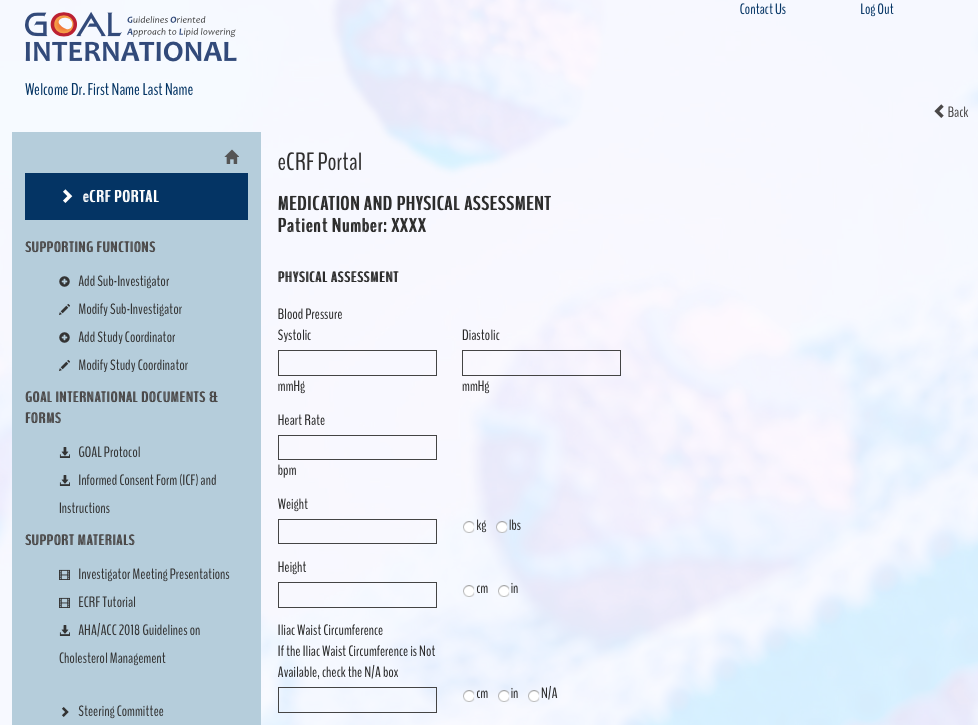 Contact Us Log Out
GOAL Guidelines Oriented
Approach to Lipid lowering
INTERNATIONAL
Welcome Dr. First Name Last Name
Back
eCRF PORTAL
SUPPORTING FUNCTIONS
Add Sub-Investigator
Modify Sub-Investigator
Add Study Coordinator
Modify Study Coordinator
GOAL INTERNATIONAL DOCUMENTS &
FORMS
GOAL Protocol
Informed Consent Form (ICF) and
Instructions
SUPPORT MATERIALS
Investigator Meeting Presentations
ECRF Tutorial
AHA/ACC 2018 Guidelines on
Cholesterol Management
Steering Committee
eCRF Portal
MEDICATION AND PHYSICAL ASSESSMENT
Patient Number: XXXX
PHYSICAL ASSESSMENT
Blood Pressure
Systolic Diastolic
mmHg mmHg
Heart Rate
bpm
Weight
kg lbs
Height
cm in
Iliac Waist Circumference
If the Iliac Waist Circumference is Not
Available, check the N/A box
cm in N/A